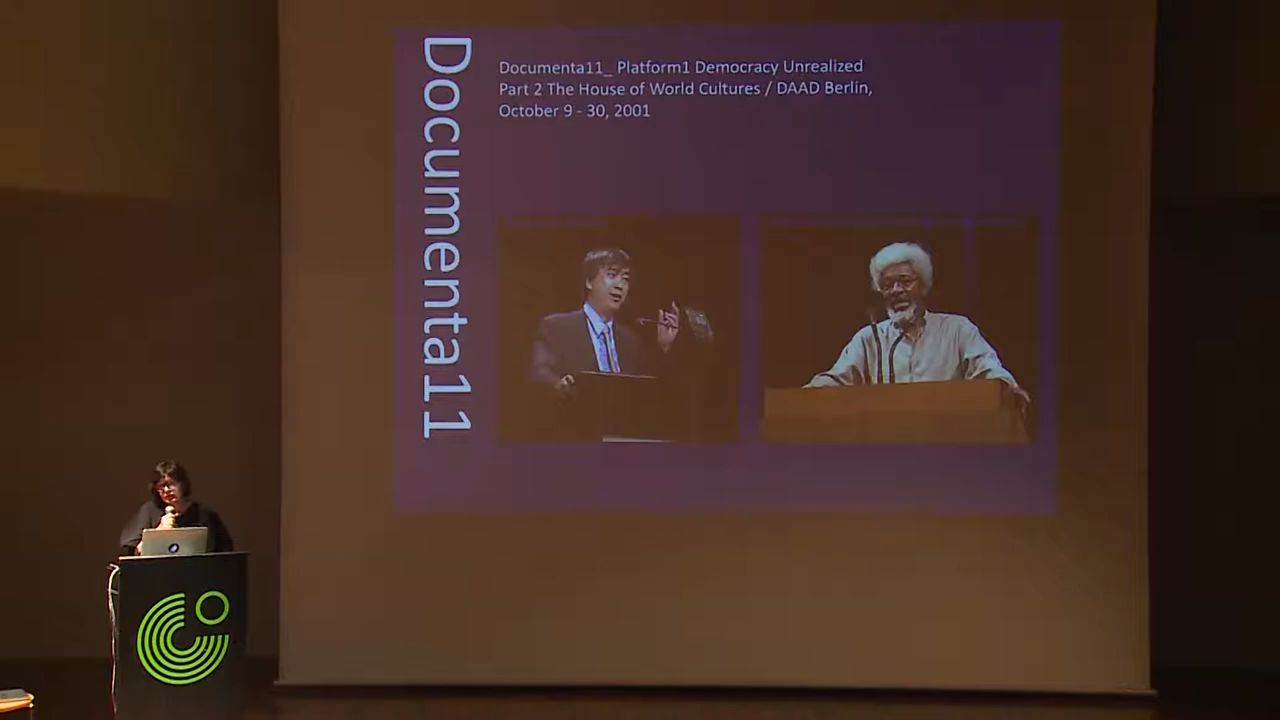 Documenta11
Documenta11_ Platform1 Democracy Unrealized
Part 2 The House of World Cultures / DAAD Berlin,
October 9 - 30, 2001